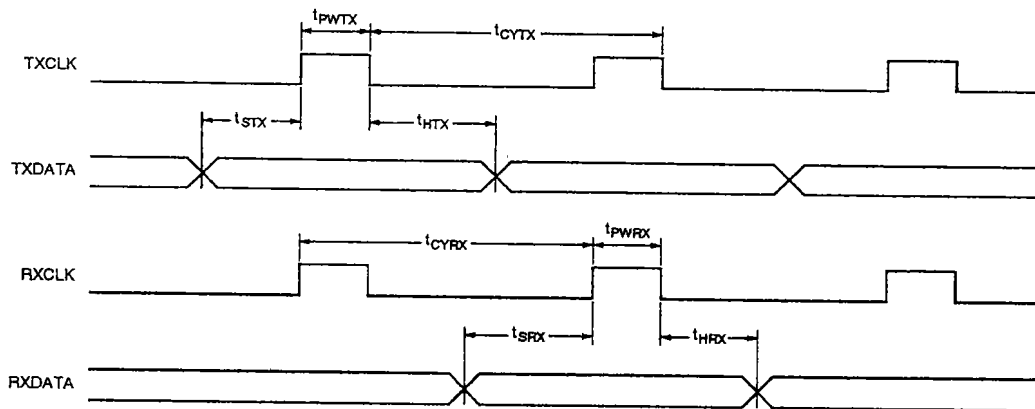 tPWTX
tCYTX
TXCLK
tSTX
tHTX
TXDATA
tCYRX
tPWRX
RXCLK
tSRX
tHRX
RXDATA